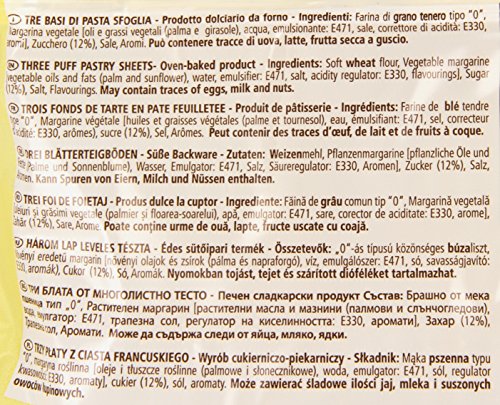 TRE BASI DI PASTA SFOGLIA - Prodotto dolciario da forno - Ingredienti: Farina di grano tenero tipo "0",
Margarina vegetale [oli e grassi vegetali (palma e girasole), acqua, emulsionante: E471, sale, correttore di acidità: E330,
aromi], Zucchero (12%), Sale, Aromi. Può contenere tracce di uova, latte, frutta secca a guscio.
THREE PUFF PASTRY SHEETS- Oven-baked product - Ingredients: Soft wheat flour, Vegetable margarine
vegetable oils and fats (palm and sunflower), water, emulsifier: E471, salt, acidity regulator: E330, flavourings], Sugar
(12%), Salt, Flavourings. May contain traces of egg, milk and nuts.
TROIS FONDS DE TARTE EN PATE FEUILLETEE - Produit de pâtisserie - Ingrédients: Farine de blé tendre
type "0", Margarine végétale [huiles et graisses végétales (palme et tournesol), eau, émulsifiant: E471, sel, correcteur
d'acidité: E330, arômes], sucre (12%), Sel, Arômes. Peut contenir des traces d'œuf, de lait et de fruits à coque.
DREI BLÄTTERTEIGBÖDEN - Süße Backware - Zutaten: Weizenmehl, Pflanzenmargarine [pflanzliche Öle und
Fette (Palme und Sonnenblume), Wasser, Emulgator: E471, Salz, Säureregulator: E330, Aromen], Zucker (12%), Salz,
Aromen. Kann Spuren von Eiern, Milch und Nüssen enthalten.
TREI FOI DE FOIETAJ - Produs dulce la cuptor - Ingrediente: Făină de grâu comun tip "0", Margarină vegetală
[uleiuri și grăsimi vegetale (palmier și floarea-soarelui), apă, emulgator: E471, sare, corector de aciditate: E330, arome],
Zahăr (12%), Sare, Arome. Poate conține urme de ouă, lapte, fructe uscate cu coajă.
HÁROM LAP LEVELES TÉSZTA - Édes sütőipari termék - Összetevők: „0"-ás típusú közönséges búzaliszt,
Növényi eredetű margarin [növényi olajok és zsírok (pálma és napraforgó), víz, emulgeálószer: E471, só, savasságjavító:
E330, aromák), Cukor (12%), Só, Aromák. Nyomokban tojást, tejet és szárított dióféléket tartalmazhat.
ТРИ БЛАТА ОТ МНОГОЛИСТНО ТЕСТО - Печен сладкарски продукт Състав: Брашно от мека
пшеница тип „0", Растителен маргарин [растителни масла и мазнини (палмови и слънчогледови),
вода, емулгатор: E471, трапезна сол, регулатор на киселинността: E330, аромати], Захар (12%),
Трапезна сол, Аромати. Може да съдържа следи от яйца, мляко, ядки.
TRZY PŁATY Z CIASTA FRANCUSKIEGO - Wyrób cukierniczo-piekarniczy - Składnik: Mąka pszenna typu
"0", margaryna roślinna [oleje i tłuszcze roślinne (palmowe i słonecznikowe), woda, emulgator: E471, sól, regulator
kwasowości: E330, aromaty], cukier (12%), sól, aromaty. Może zawierać śladowe ilości jaj, mleka i suszonych
owoców łupinowych.